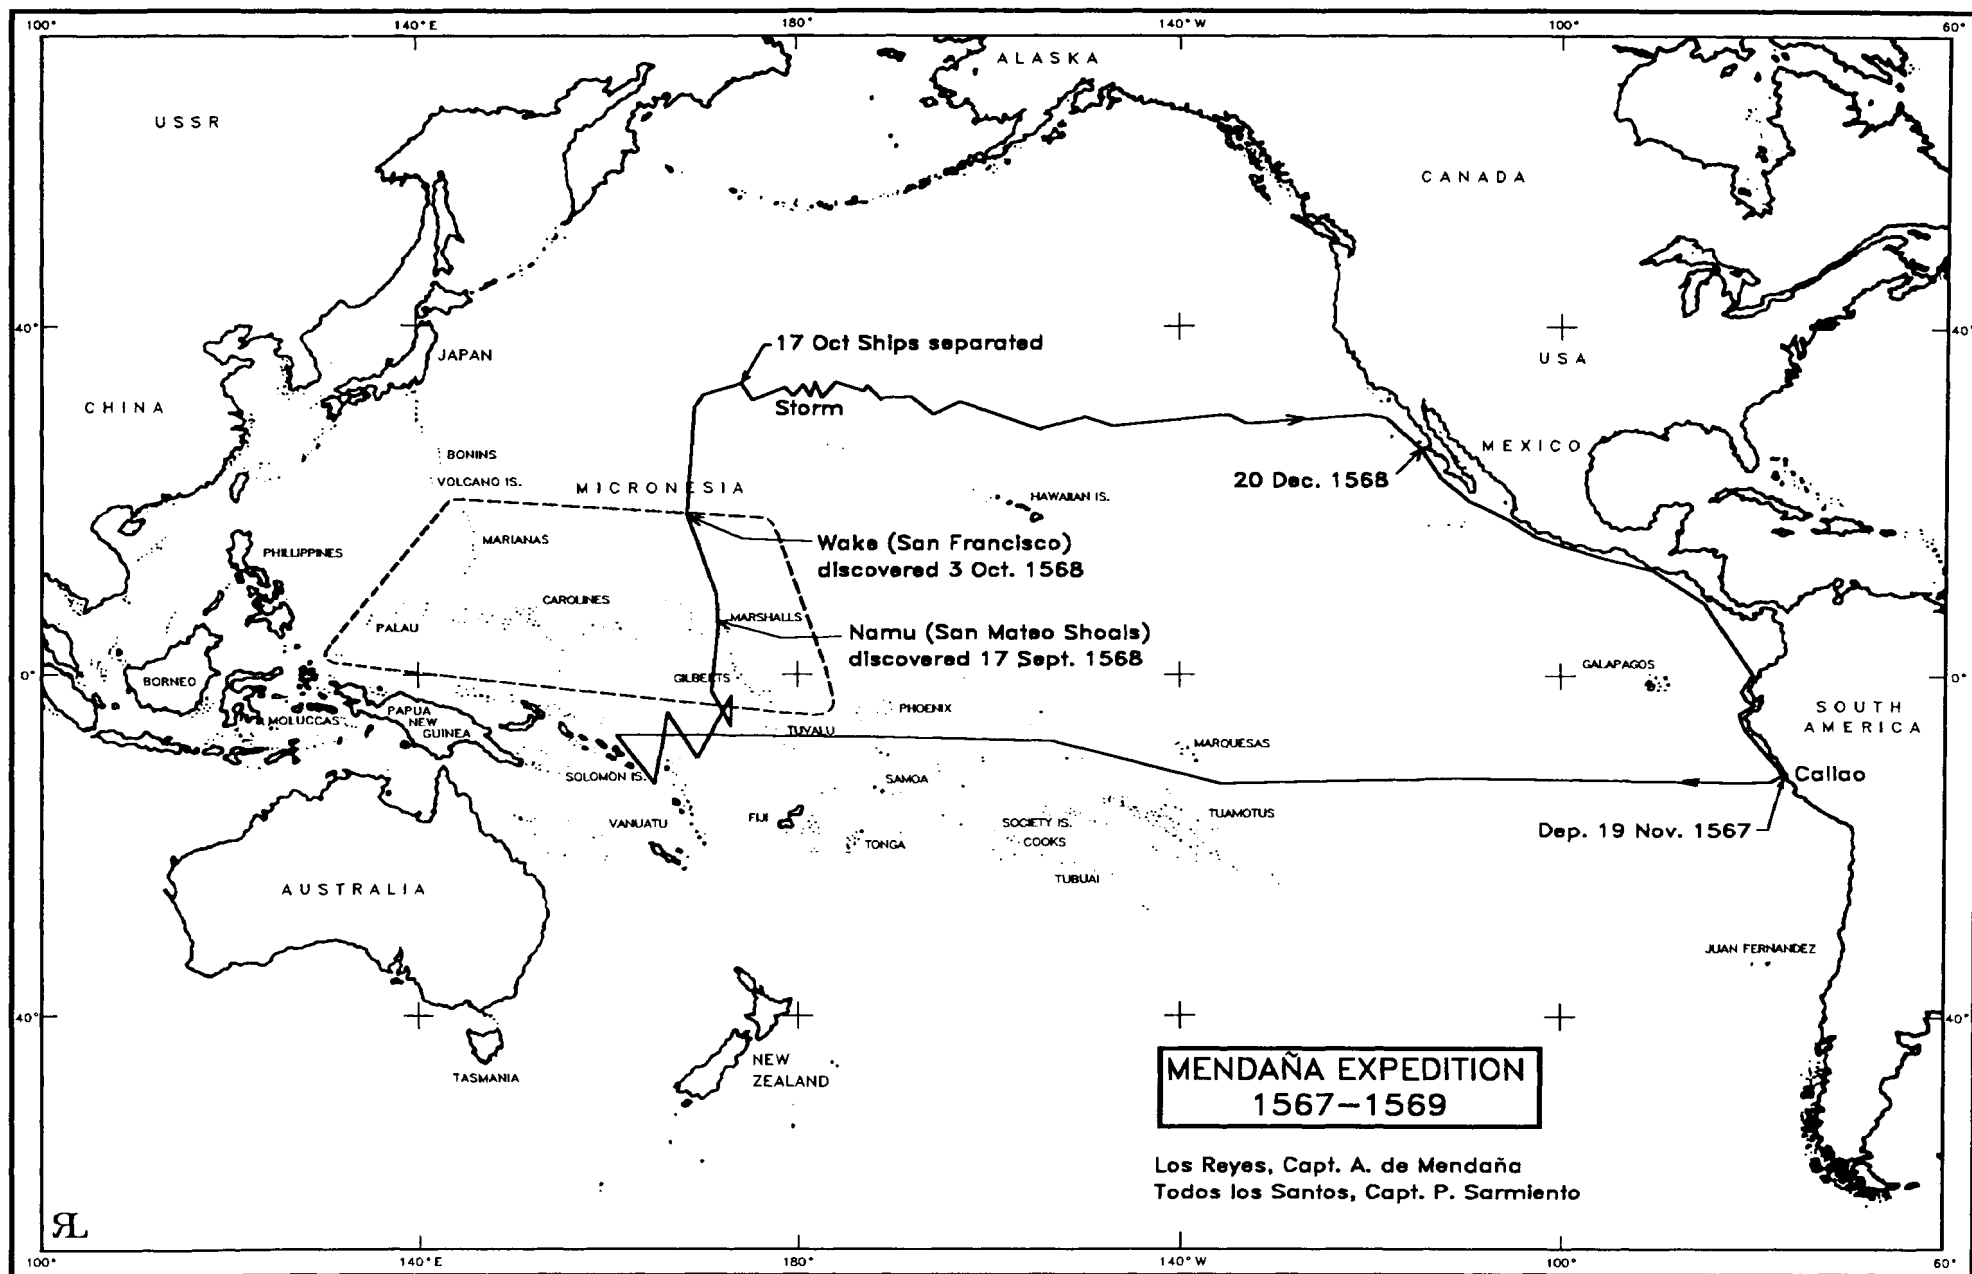 100°
140°E
180°
140°W
100°
60°
ALASKA
USSR
CANADA
40°
40°
17 Oct Ships separated
JAPAN
USA
CHINA
Storm
MEXICO
BONINS
VOLCANO IS.
MICRONESIA
20 Dec. 1568
HAWAIIAN IS.
MARIANAS
Wake (San Francisco)
discovered 3 Oct. 1568
PHILLIPPINES
CAROLINES
MARSHALLS
PALAU
Namu (San Mateo Shoals)
discovered 17 Sept. 1568
GALAPAGOS
0°
0°
BORNEO
GILBERTS
PHOENIX
SOUTH
AMERICA
MOLUCCAS
PAPUA
NEW
GUINEA
TUVALU
MARQUESAS
SOLOMON IS.
SAMOA
Callao
VANUATU
FIJI
TONGA
SOCIETY IS.
COOKS
TUAMOTUS
Dep. 19 Nov. 1567
TUBUAI
AUSTRALIA
JUAN FERNANDEZ
40°
40°
NEW
ZEALAND
TASMANIA
MENDAÑA EXPEDITION
1567–1569
Los Reyes, Capt. A. de Mendaña
Todos los Santos, Capt. P. Sarmiento
RL
100°
140°E
180°
140°W
100°
60°